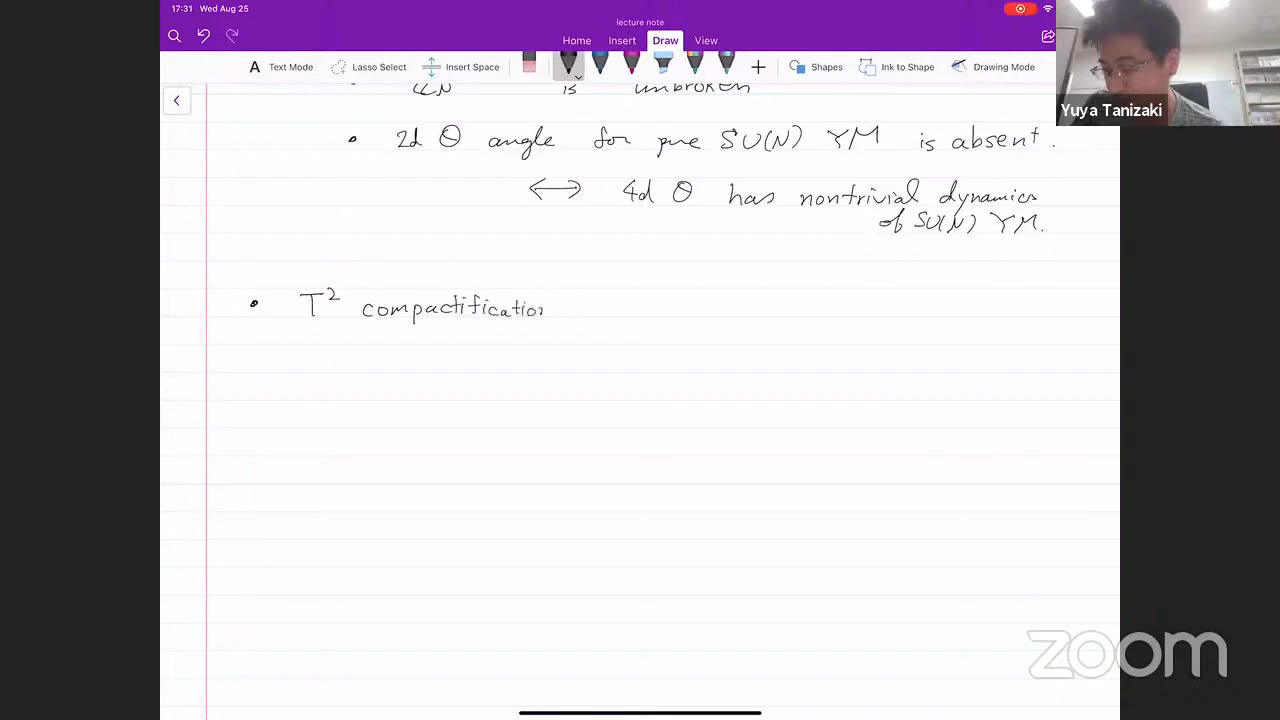 17:31 Wed Aug 25
lecture note
Home Insert Draw View
Text Mode Lasso Select Insert Space Shapes Ink to Shape Drawing Mode
Yuya Tanizaki
ℤN is unbroken
• 2d θ angle for pure SU(N) YM is absent.
↔ 4d θ has nontrivial dynamics
of SU(N) YM.
• T² compactification
zoom